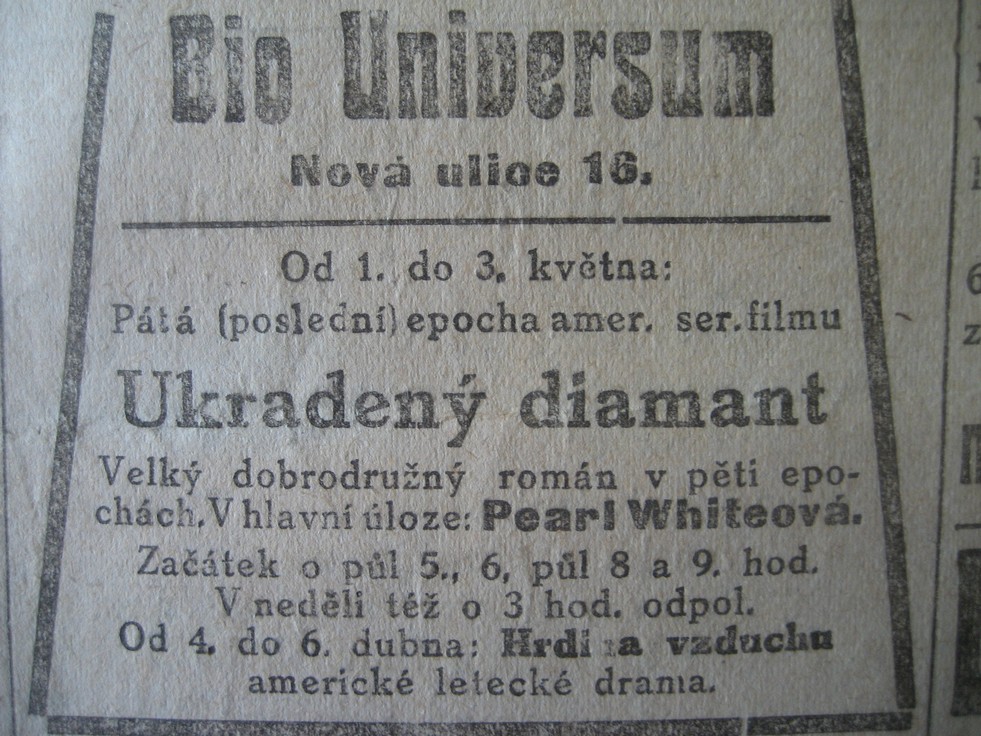 Bio Universum
Nová ulice 16.
Od 1. do 3. května:
Pátá (poslední) epocha amer. ser. filmu
Ukradený diamant
Velký dobrodružný román v pěti epo-
chách. V hlavní úloze: Pearl Whiteová.
Začátek o půl 5., 6, půl 8 a 9. hod.
V neděli též o 3 hod. odpol.
Od 4. do 6. dubna: Hrdina vzduchu
americké letecké drama.